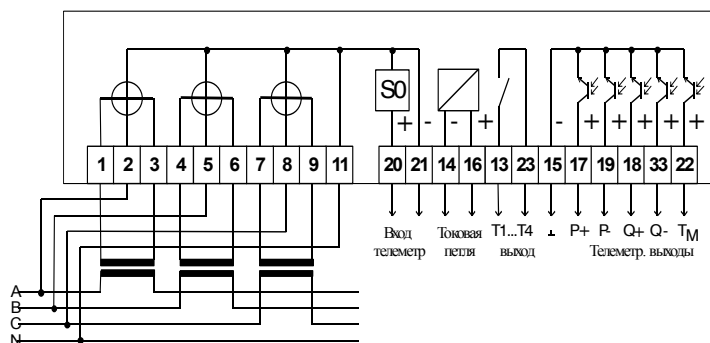 S0
+ - - + - + + + + +
1 2 3 4 5 6 7 8 9 11 20 21 14 16 13 23 15 17 19 18 33 22
Вход Токовая T1...T4 ⊥ P+ P- Q+ Q- TM
телеметр петля выход Телеметр. выходы
A
B
C
N